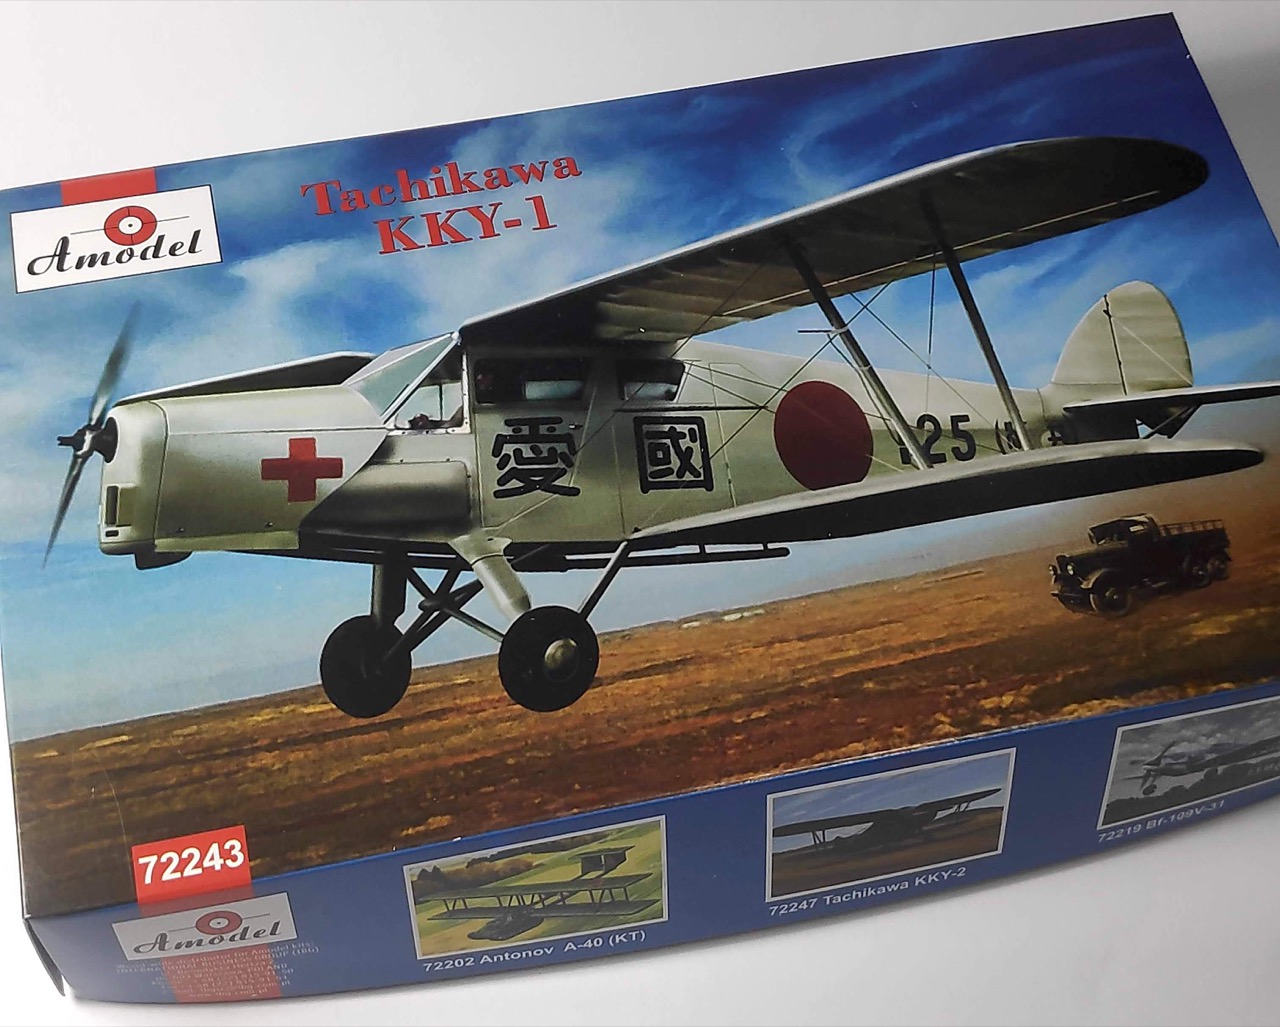 Tachikawa
KKY-1
Amodel
愛 國
25
72243
Amodel
72202 Antonov A-40 (KT)
72247 Tachikawa KKY-2
72219 Bf-109V-31